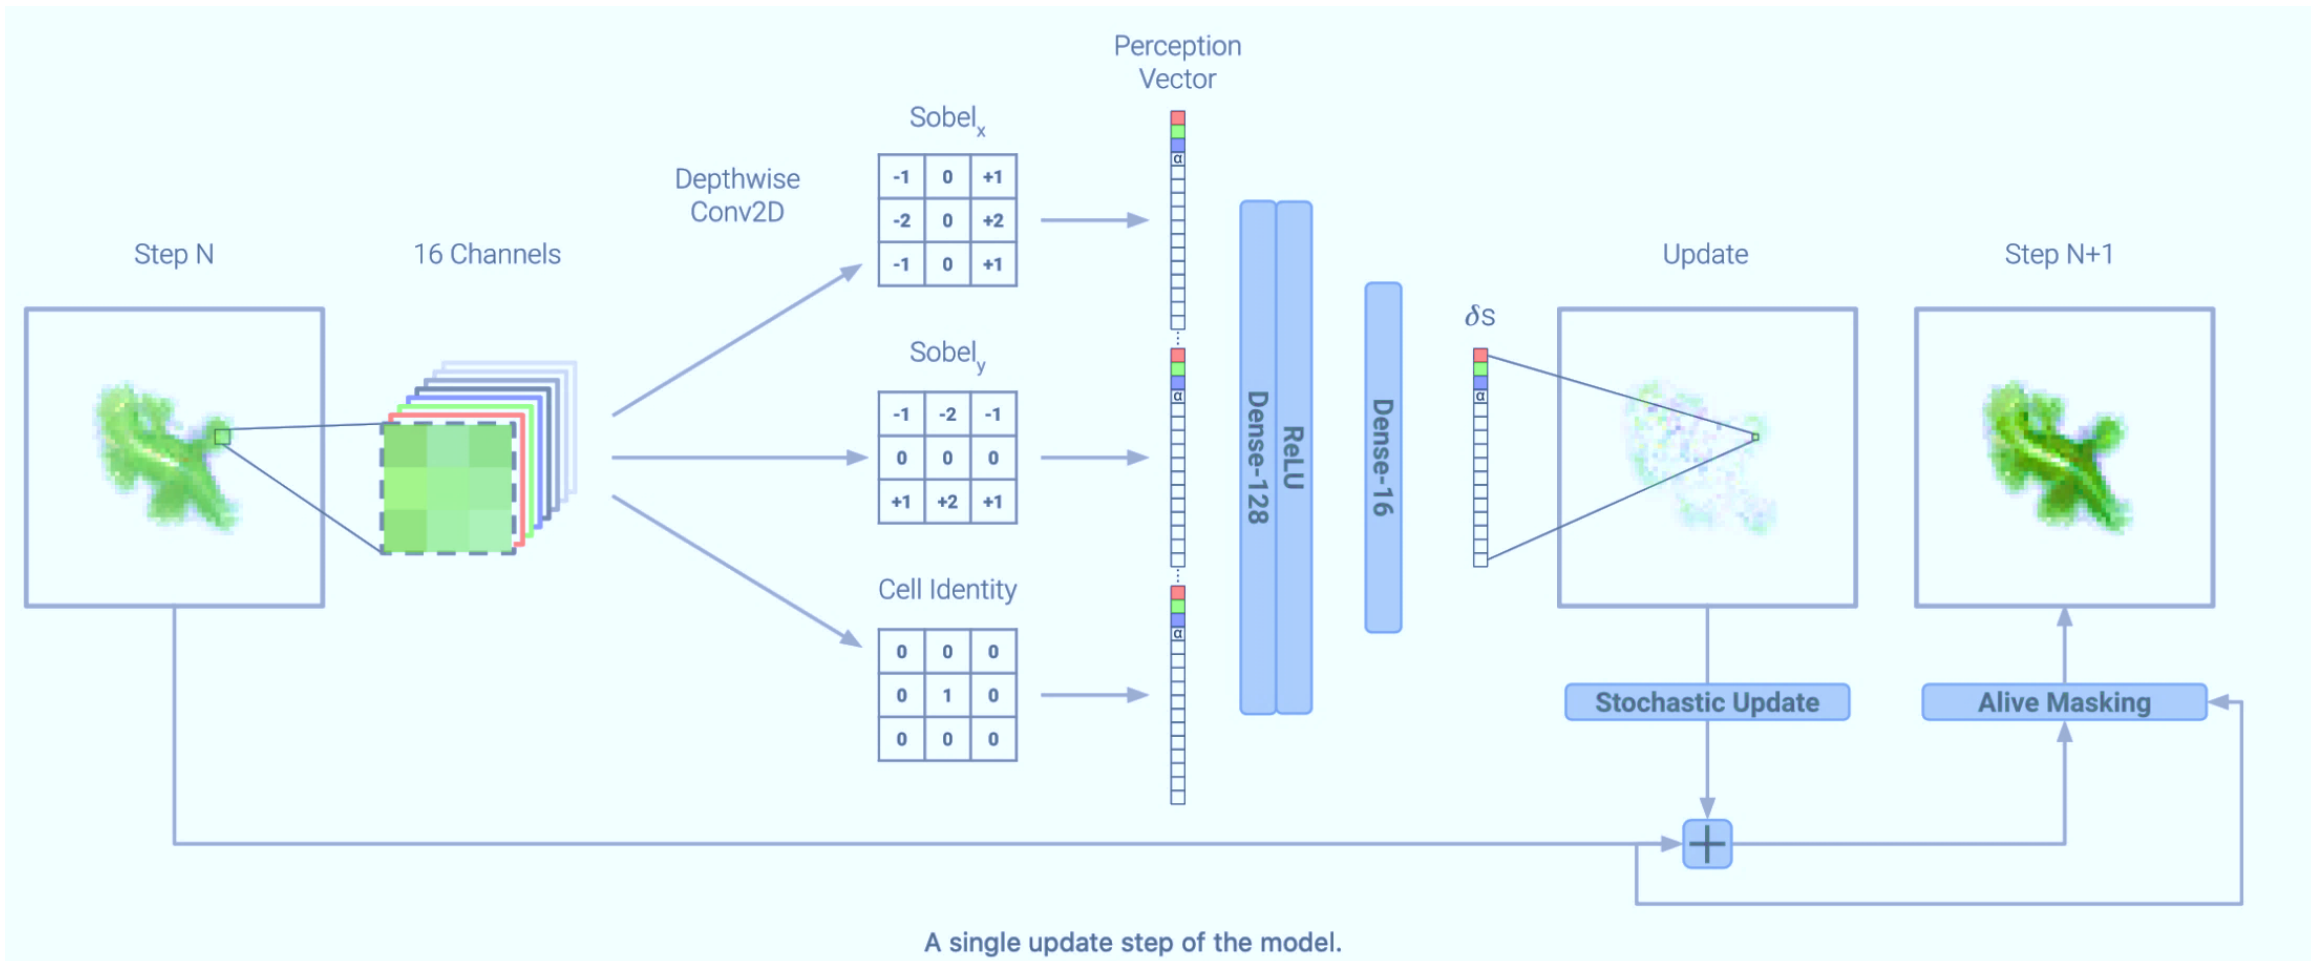 Perception
Vector
Sobelx
Depthwise
Conv2D
-1 0 +1
-2 0 +2
-1 0 +1
α
Step N
16 Channels
Sobely
-1 -2 -1
0 0 0
+1 +2 +1
α
Cell Identity
0 0 0
0 1 0
0 0 0
α
Dense-128
ReLU
Dense-16
δs
α
Update
Step N+1
Stochastic Update
Alive Masking
+
A single update step of the model.